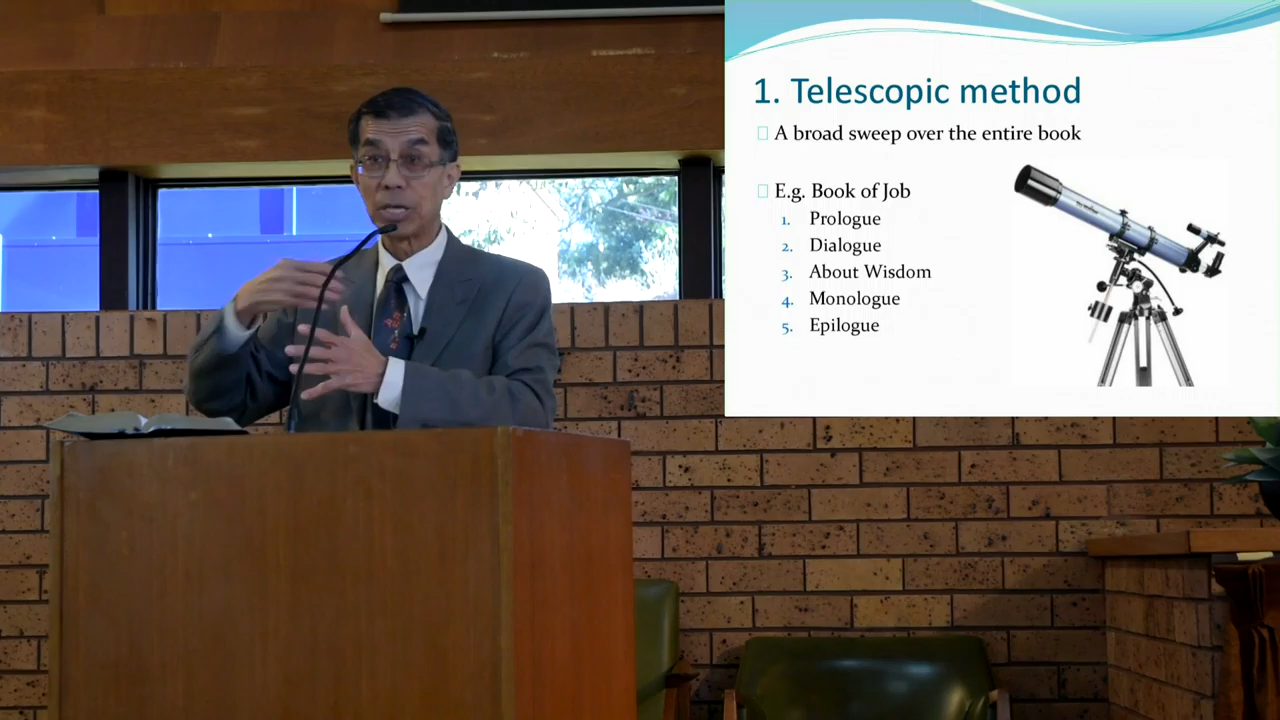 1. Telescopic method
A broad sweep over the entire book
E.g. Book of Job
1. Prologue
2. Dialogue
3. About Wisdom
4. Monologue
5. Epilogue